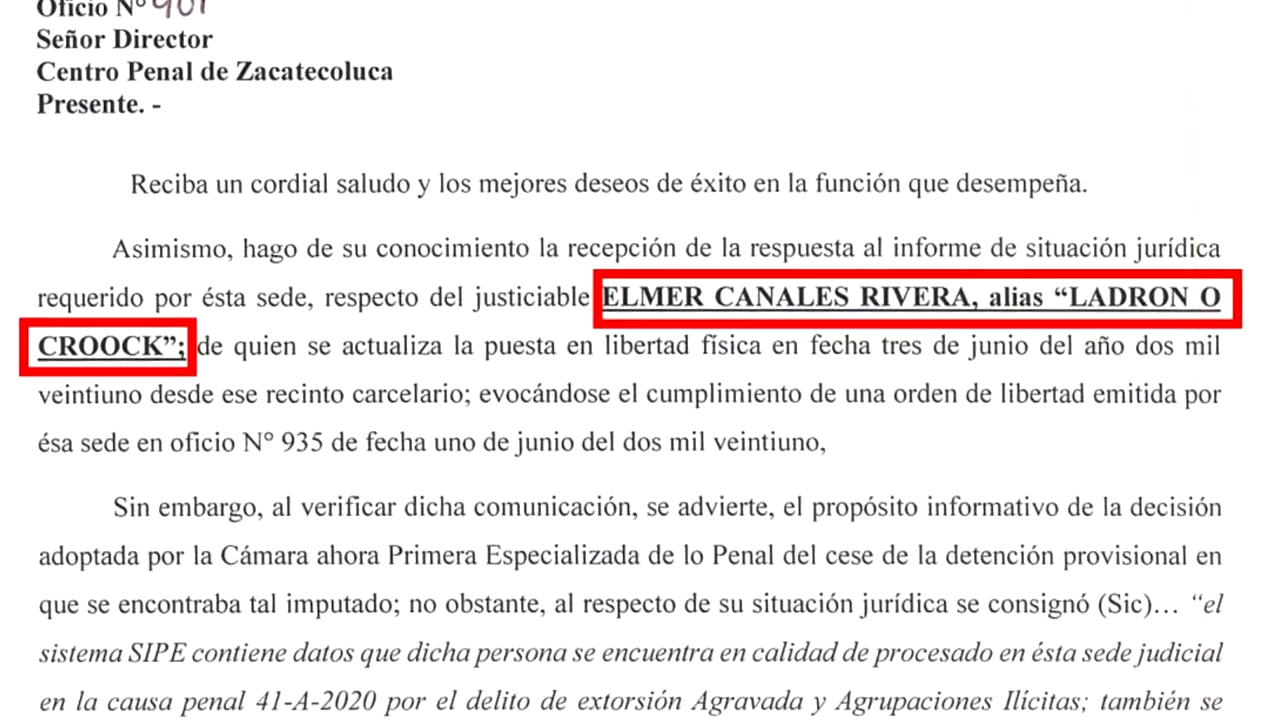 Oficio Nº 901
Señor Director
Centro Penal de Zacatecoluca
Presente. -
Reciba un cordial saludo y los mejores deseos de éxito en la función que desempeña.
Asimismo, hago de su conocimiento la recepción de la respuesta al informe de situación jurídica
requerido por ésta sede, respecto del justiciable ELMER CANALES RIVERA, alias “LADRON O
CROOCK”; de quien se actualiza la puesta en libertad física en fecha tres de junio del año dos mil
veintiuno desde ese recinto carcelario; evocándose el cumplimiento de una orden de libertad emitida por
ésa sede en oficio N° 935 de fecha uno de junio del dos mil veintiuno,
Sin embargo, al verificar dicha comunicación, se advierte, el propósito informativo de la decisión
adoptada por la Cámara ahora Primera Especializada de lo Penal del cese de la detención provisional en
que se encontraba tal imputado; no obstante, al respecto de su situación jurídica se consignó (Sic)… “el
sistema SIPE contiene datos que dicha persona se encuentra en calidad de procesado en ésta sede judicial
en la causa penal 41-A-2020 por el delito de extorsión Agravada y Agrupaciones Ilícitas; también se